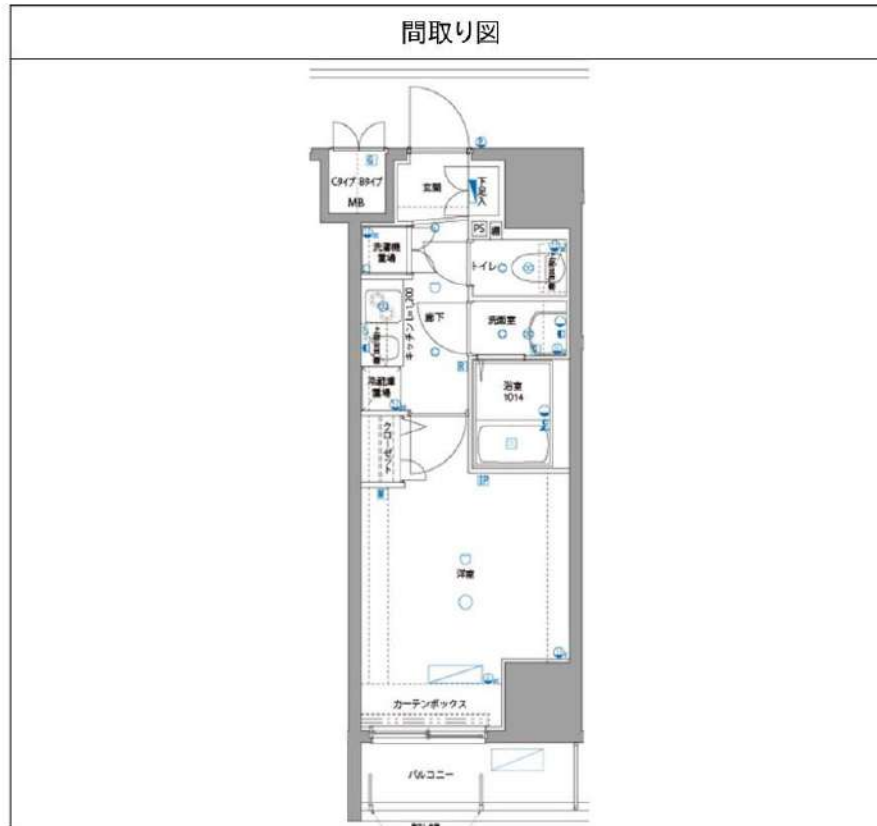 間取り図
Cタイプ Bタイプ
MB
玄関
下足入
PS
洗濯機
置場
トイレ
キッチン L=1,200
廊下
洗面室
冷蔵庫
置場
浴室
1014
クローゼット
洋室
カーテンボックス
バルコニー